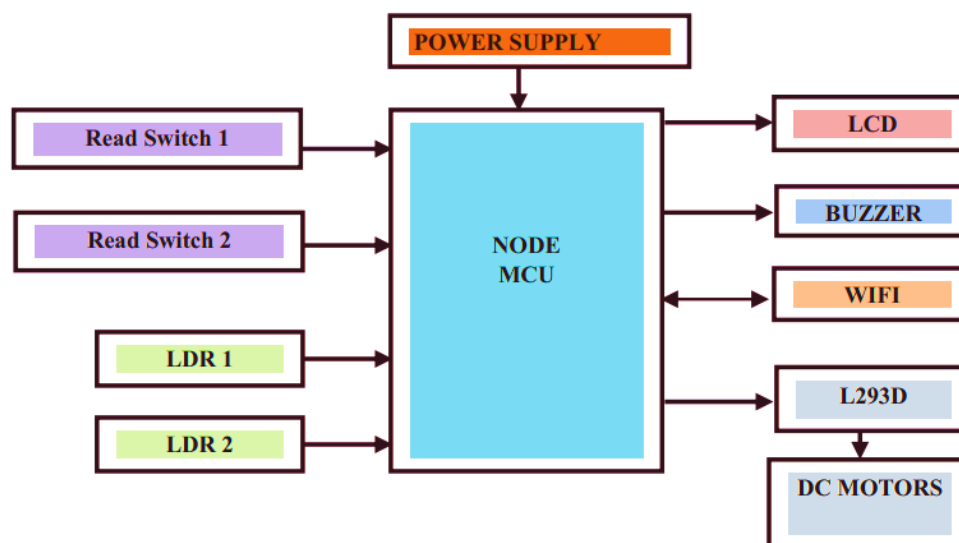 POWER SUPPLY
Read Switch 1
Read Switch 2
LDR 1
LDR 2
NODE
MCU
LCD
BUZZER
WIFI
L293D
DC MOTORS